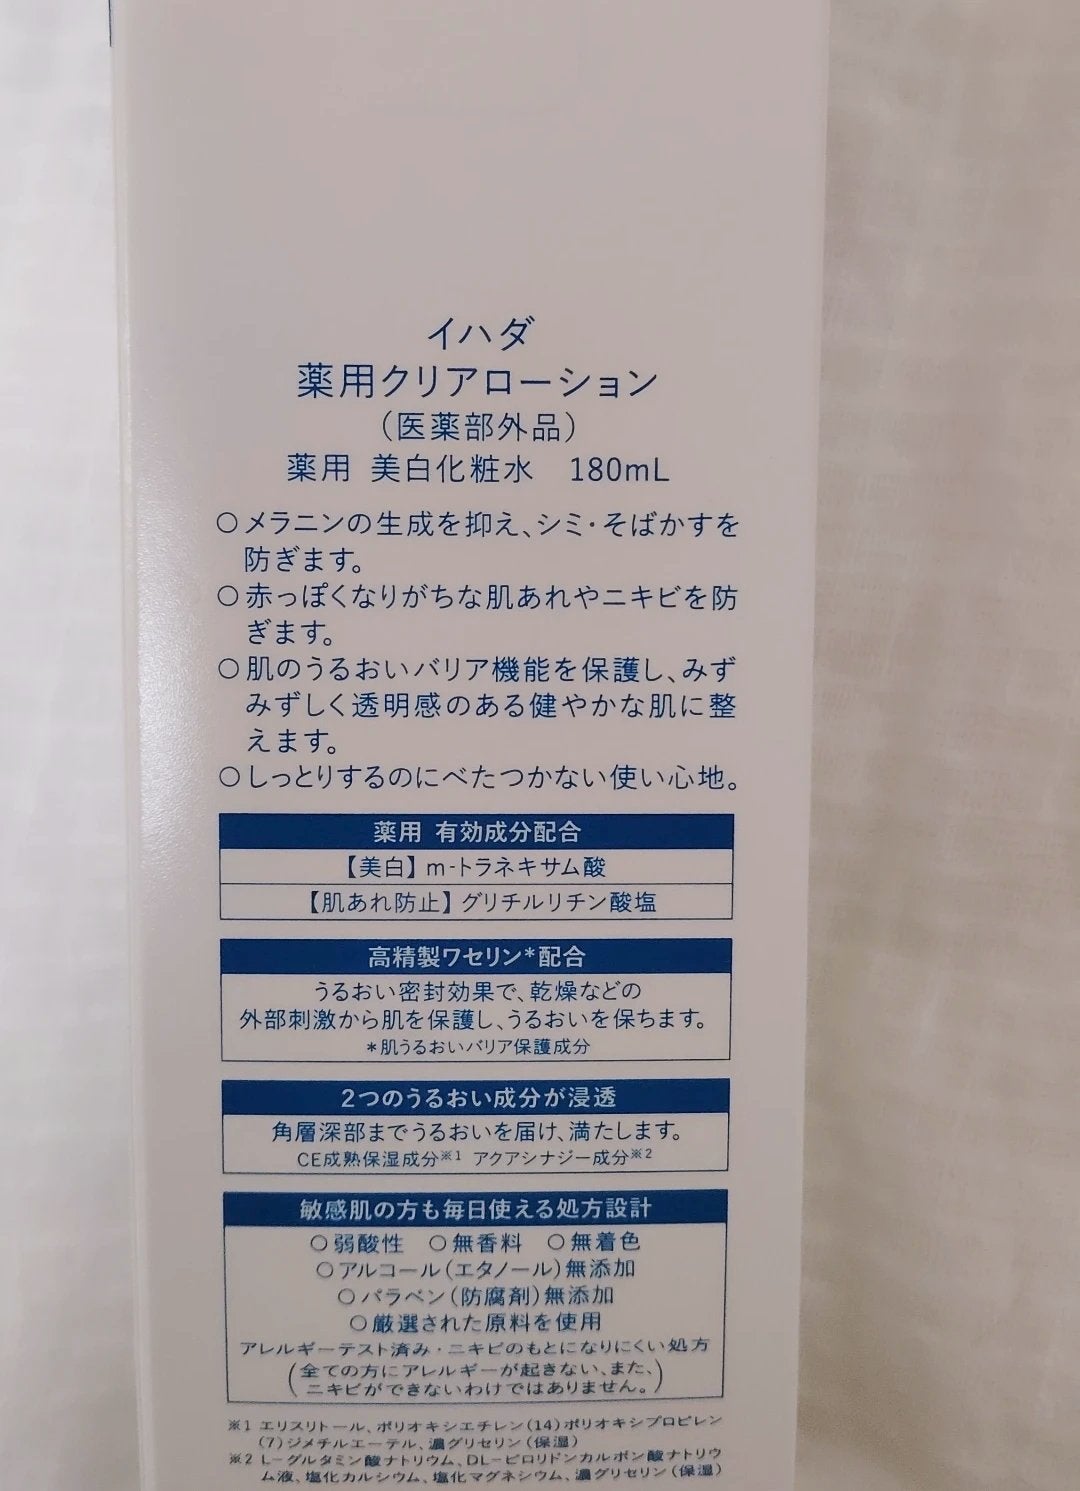 イハダ
薬用クリアローション
（医薬部外品）
薬用 美白化粧水 180mL
○メラニンの生成を抑え、シミ・そばかすを
防ぎます。
○赤っぽくなりがちな肌あれやニキビを防
ぎます。
○肌のうるおいバリア機能を保護し、みず
みずしく透明感のある健やかな肌に整
えます。
○しっとりするのにべたつかない使い心地。
薬用 有効成分配合
【美白】m-トラネキサム酸
【肌あれ防止】グリチルリチン酸塩
高精製ワセリン*配合
うるおい密封効果で、乾燥などの
外部刺激から肌を保護し、うるおいを保ちます。
*肌うるおいバリア保護成分
2つのうるおい成分が浸透
角層深部までうるおいを届け、満たします。
CE成熟保湿成分※1 アクアシナジー成分※2
敏感肌の方も毎日使える処方設計
○弱酸性 ○無香料 ○無着色
○アルコール（エタノール）無添加
○パラベン（防腐剤）無添加
○厳選された原料を使用
アレルギーテスト済み・ニキビのもとになりにくい処方
（全ての方にアレルギーが起きない、また、
ニキビができないわけではありません。）
※1 エリスリトール、ポリオキシエチレン(14)ポリオキシプロピレン
(7)ジメチルエーテル、濃グリセリン（保湿）
※2 L-グルタミン酸ナトリウム、DL-ピロリドンカルボン酸ナトリウ
ム液、塩化カルシウム、塩化マグネシウム、濃グリセリン（保湿）